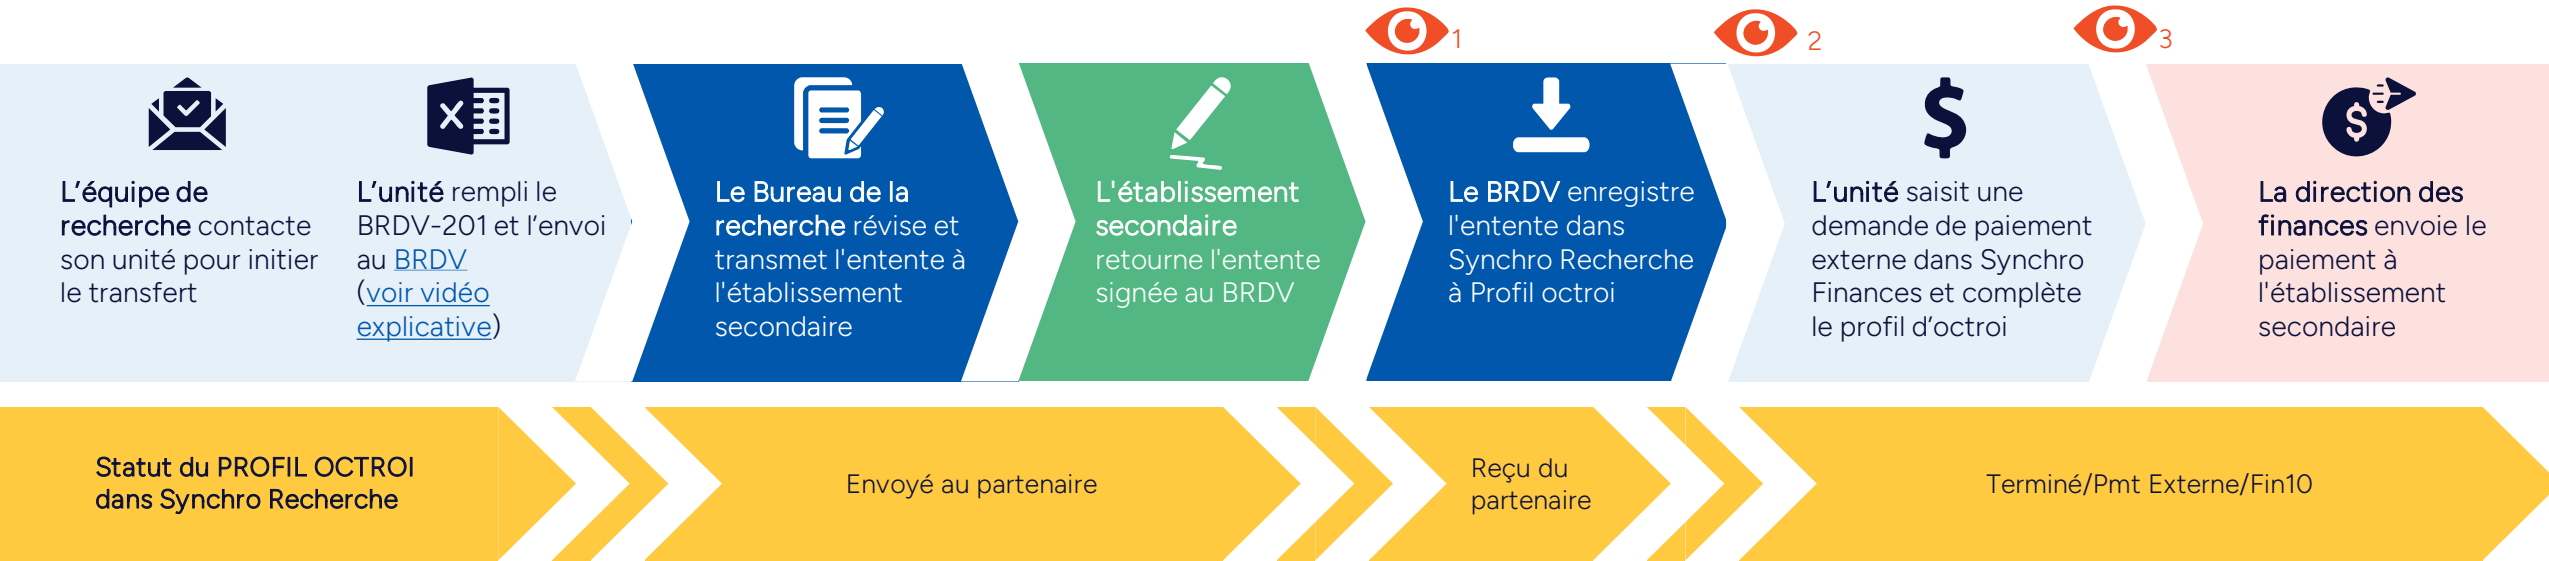 1
2
3
L’équipe de
recherche contacte
son unité pour initier
le transfert
L’unité rempli le
BRDV-201 et l’envoi
au BRDV
(voir vidéo
explicative)
Le Bureau de la
recherche révise et
transmet l'entente à
l'établissement
secondaire
L'établissement
secondaire
retourne l'entente
signée au BRDV
Le BRDV enregistre
l'entente dans
Synchro Recherche
à Profil octroi
L’unité saisit une
demande de paiement
externe dans Synchro
Finances et complète
le profil d’octroi
La direction des
finances envoie le
paiement à
l'établissement
secondaire
Statut du PROFIL OCTROI
dans Synchro Recherche
Envoyé au partenaire
Reçu du
partenaire
Terminé/Pmt Externe/Fin10